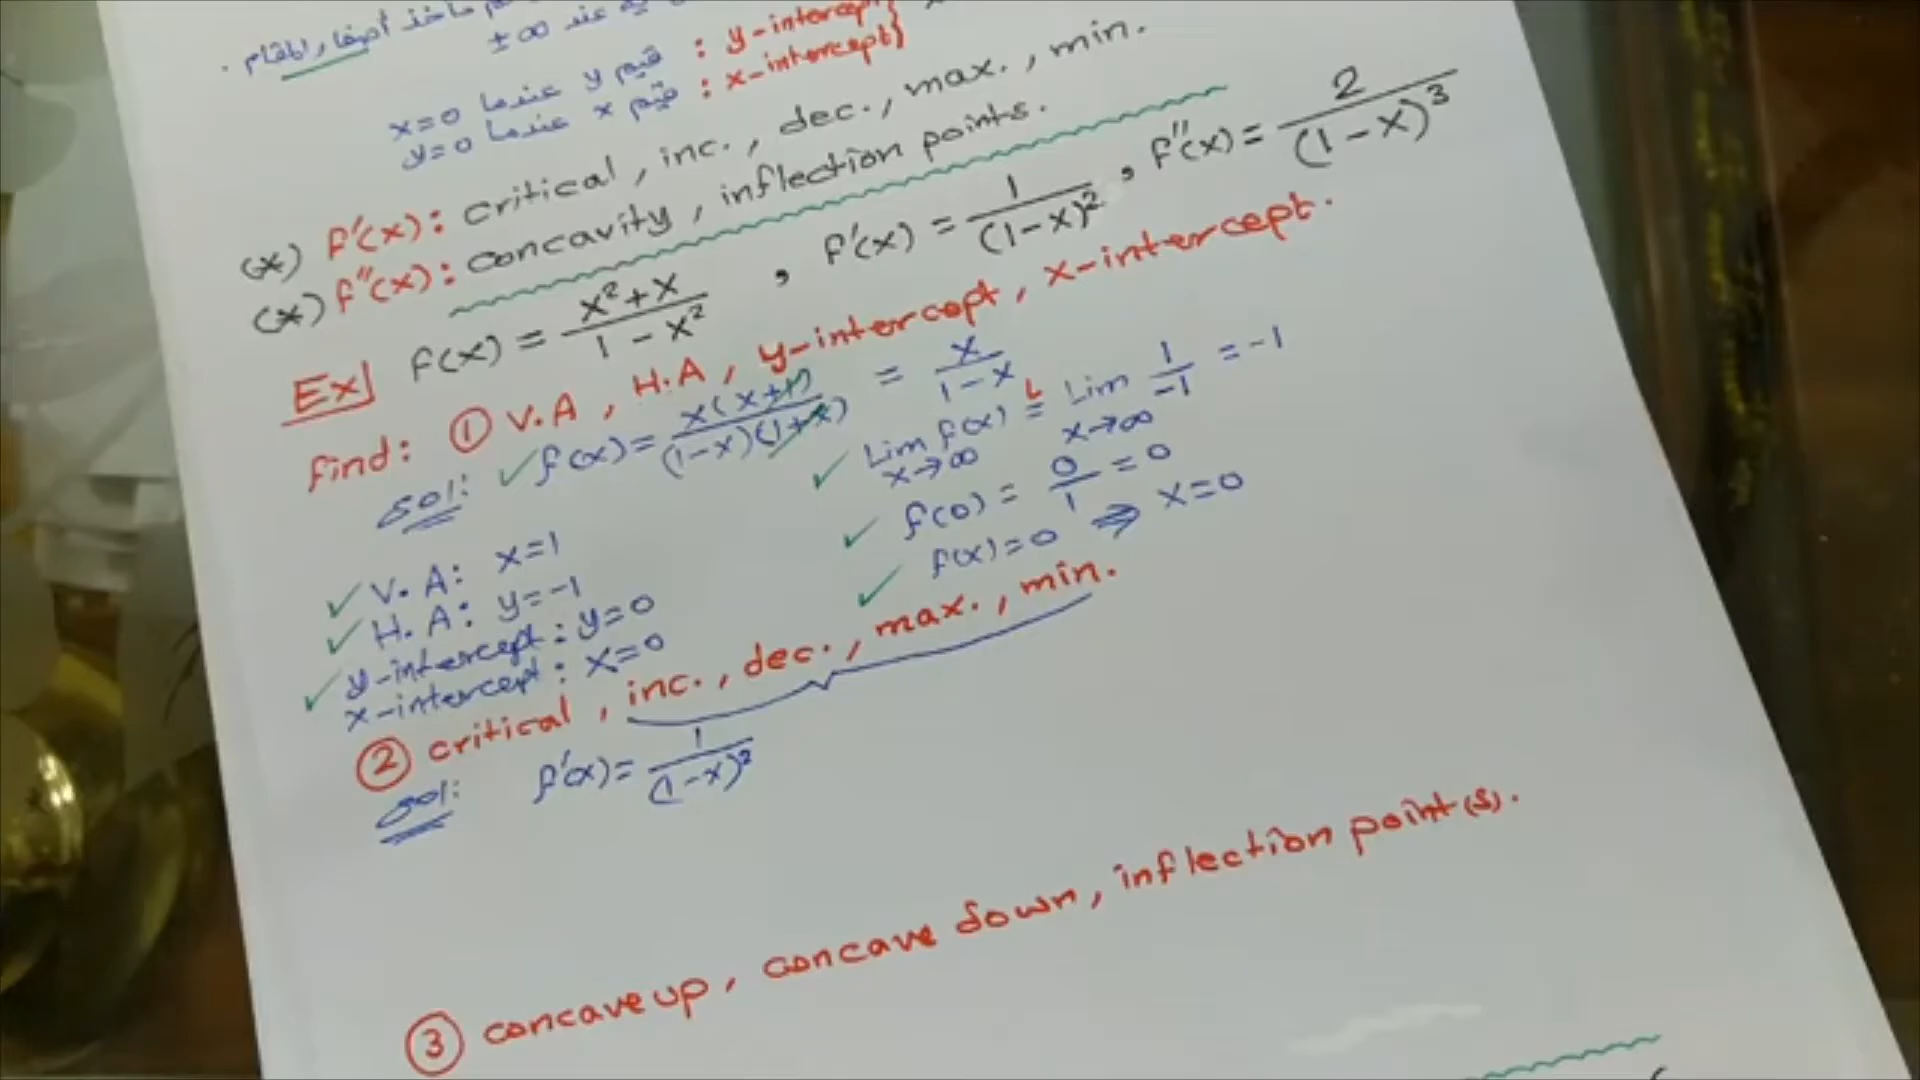 ماخذ أصفار المقام .
عند ∞ ±
x=0 قيم y عندما : y-intercept}
y=0 قيم x عندما : x-intercept}
(*) f'(x): critical, inc., dec., max., min.
(*) f''(x): concavity, inflection points.
Ex] f(x) = (x²+x)/(1-x²) , f'(x) = 1/(1-x)² , f''(x) = 2/(1-x)³
find: ① V.A, H.A, y-intercept, x-intercept.
sol: ✓ f(x) = x(x+1)/((1-x)(1+x)) = x/(1-x)
✓ Lim x→∞ f(x) L= Lim x→∞ 1/-1 = -1
✓ f(0) = 0/1 = 0
✓ f(x)=0 ⇒ x=0
✓ V.A: x=1
✓ H.A: y=-1
✓ y-intercept: y=0
x-intercept: x=0
② critical, inc., dec., max., min.
sol: f'(x) = 1/(1-x)²
③ concave up, concave down, inflection point(s).